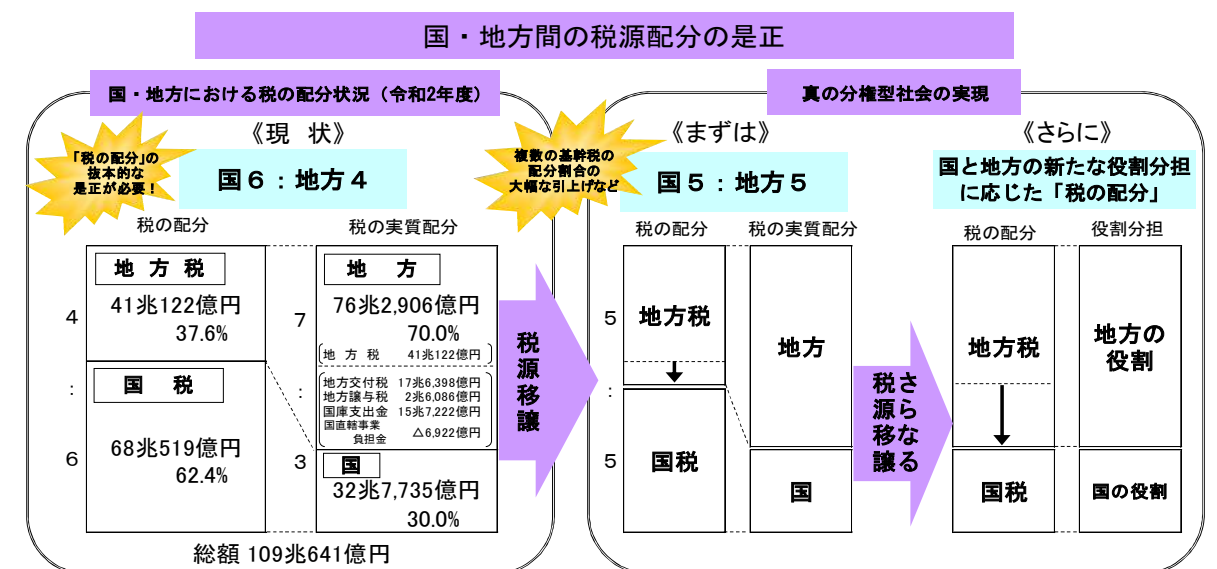 国・地方間の税源配分の是正
国・地方における税の配分状況（令和2年度）
《現　状》
「税の配分」の
抜本的な
是正が必要！
国６：地方４
税の配分
税の実質配分
4
：
6
地 方 税
41兆122億円
37.6%
国　税
68兆519億円
62.4%
7
：
3
地　方
76兆2,906億円
70.0%
地 方 税　41兆122億円
地方交付税　17兆6,398億円
地方譲与税　2兆6,086億円
国庫支出金　15兆7,222億円
国直轄事業
負担金　△6,922億円
国
32兆7,735億円
30.0%
総額 109兆641億円
税源移譲
真の分権型社会の実現
複数の基幹税の
配分割合の
大幅な引上げなど
《まずは》
国５：地方５
税の配分
税の実質配分
5
：
5
地方税
国税
地方
国
さらなる
税源移譲
《さらに》
国と地方の新たな役割分担
に応じた「税の配分」
税の配分
役割分担
地方税
国税
地方の
役割
国の役割